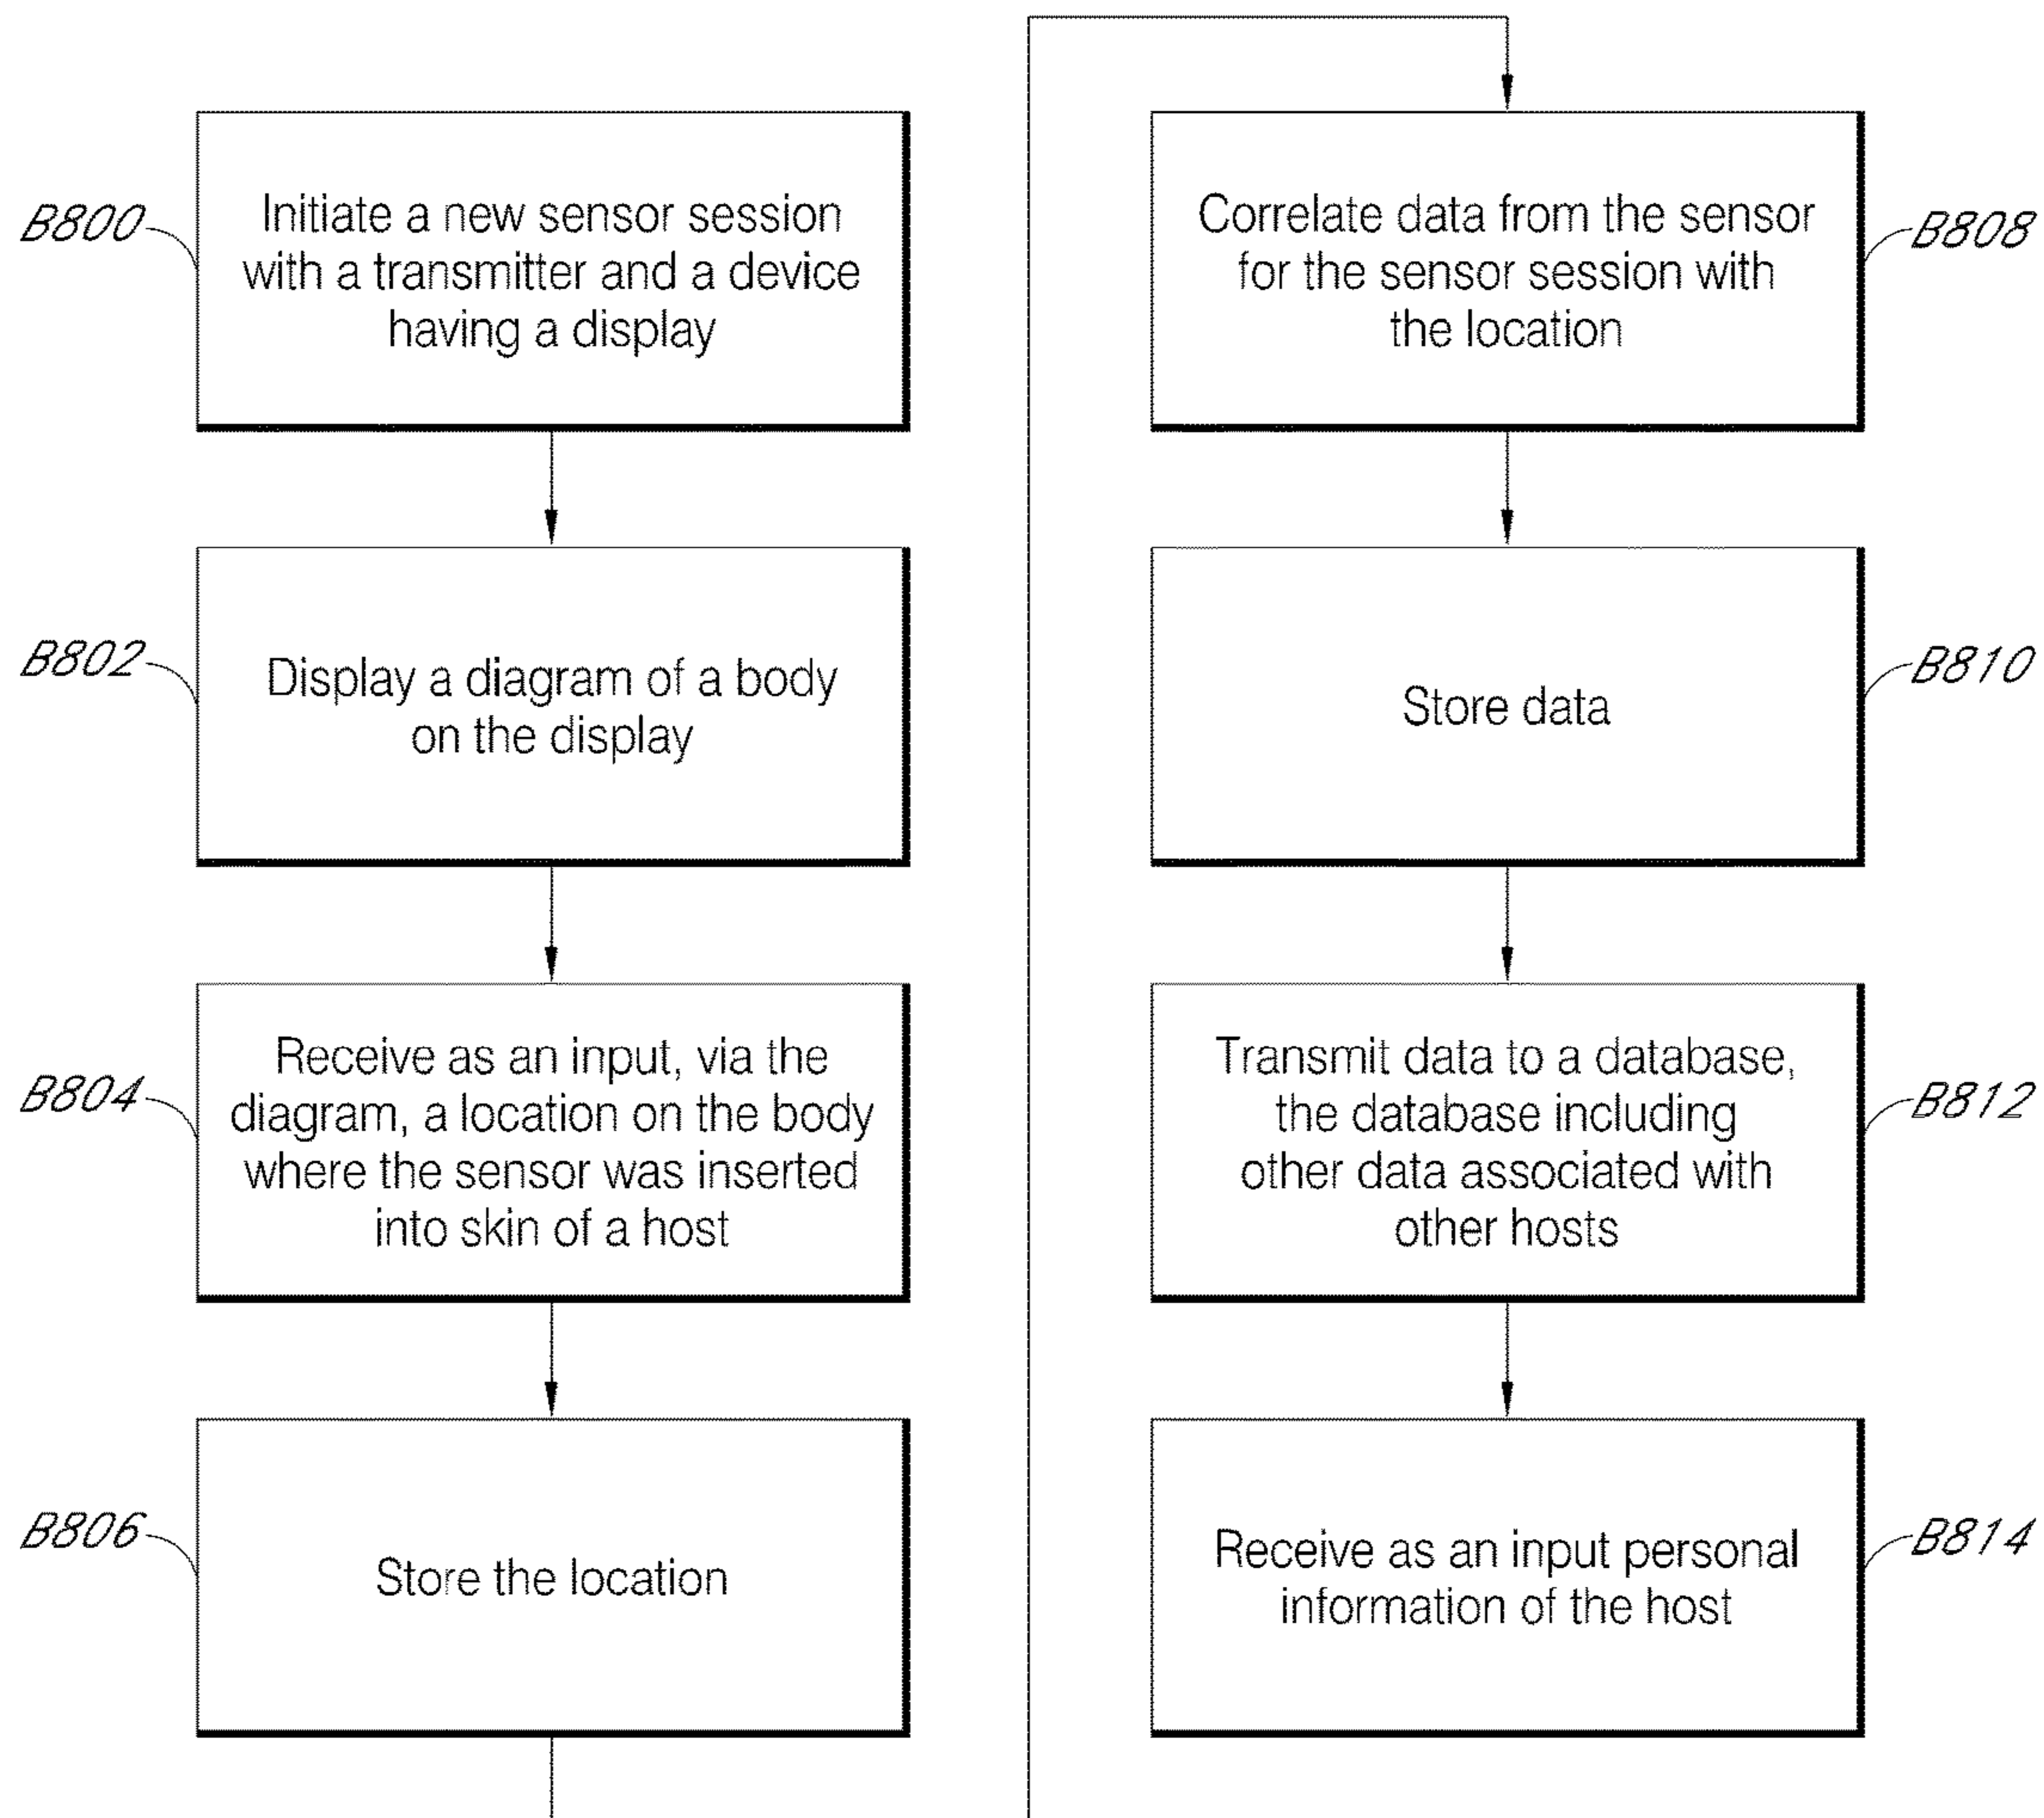 B800
Initiate a new sensor session
with a transmitter and a device
having a display
B802
Display a diagram of a body
on the display
B804
Receive as an input, via the
diagram, a location on the body
where the sensor was inserted
into skin of a host
B806
Store the location
B808
Correlate data from the sensor
for the sensor session with
the location
B810
Store data
B812
Transmit data to a database,
the database including
other data associated with
other hosts
B814
Receive as an input personal
information of the host